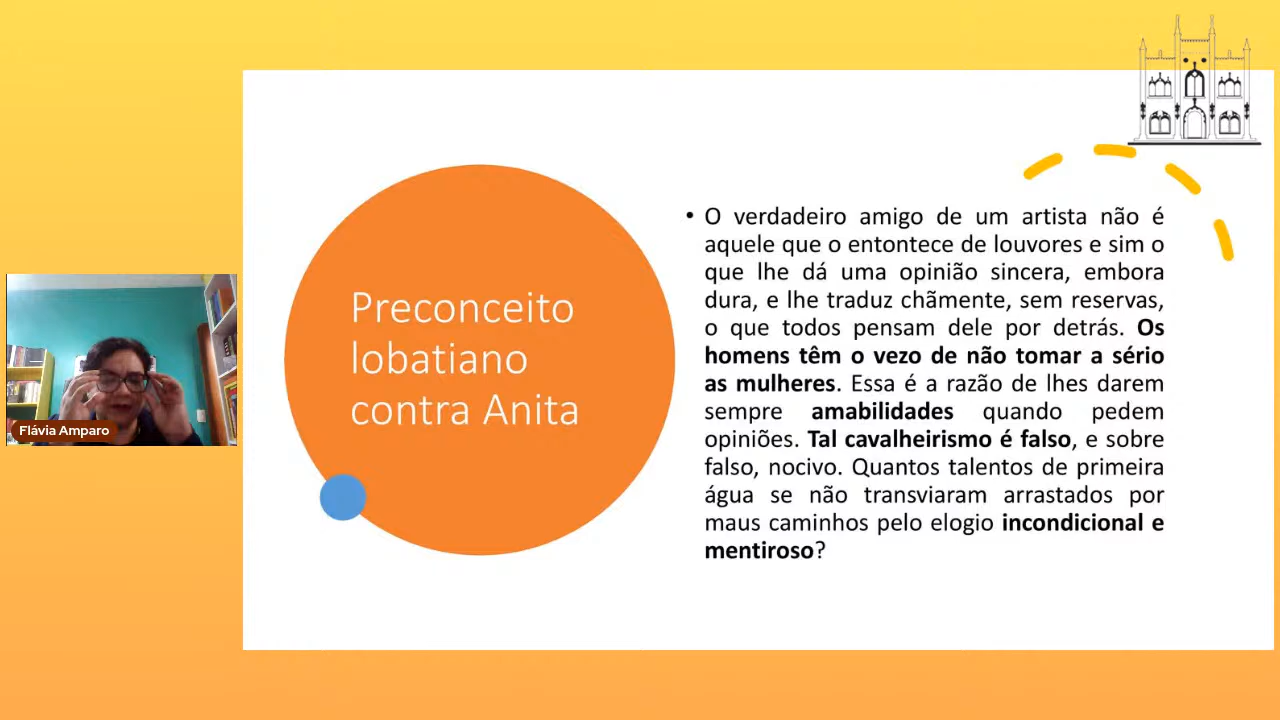 Preconceito
lobatiano
contra Anita
• O verdadeiro amigo de um artista não é
aquele que o entontece de louvores e sim o
que lhe dá uma opinião sincera, embora
dura, e lhe traduz chãmente, sem reservas,
o que todos pensam dele por detrás. Os
homens têm o vezo de não tomar a sério
as mulheres. Essa é a razão de lhes darem
sempre amabilidades quando pedem
opiniões. Tal cavalheirismo é falso, e sobre
falso, nocivo. Quantos talentos de primeira
água se não transviaram arrastados por
maus caminhos pelo elogio incondicional e
mentiroso?
Flávia Amparo